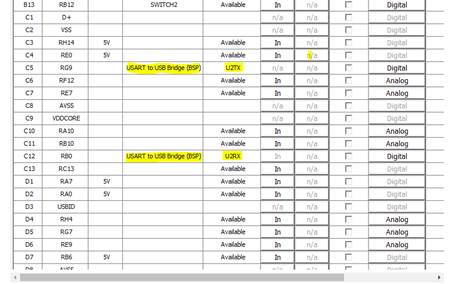 B13 RB12 SWITCH2 Available In n/a Digital
C1 D+ n/a n/a Digital
C2 VSS n/a n/a Digital
C3 RH14 5V Available In n/a Digital
C4 RE0 5V Available In n/a Digital
C5 RG9 USART to USB Bridge (BSP) U2TX In n/a Digital
C6 RF12 Available In n/a Analog
C7 RE7 Available In n/a Analog
C8 AVSS n/a n/a Digital
C9 VDDCORE n/a n/a Digital
C10 RA10 Available In n/a Analog
C11 RB10 Available In n/a Analog
C12 RB0 USART to USB Bridge (BSP) U2RX In n/a Digital
C13 RC13 Available In n/a Digital
D1 RA7 5V Available In n/a Digital
D2 RA0 5V Available In n/a Digital
D3 USBID n/a n/a Digital
D4 RH4 Available In n/a Analog
D5 RG7 Available In n/a Analog
D6 RE9 Available In n/a Analog
D7 RB6 5V Available In n/a Digital
D8 AVSS n/a n/a Digital